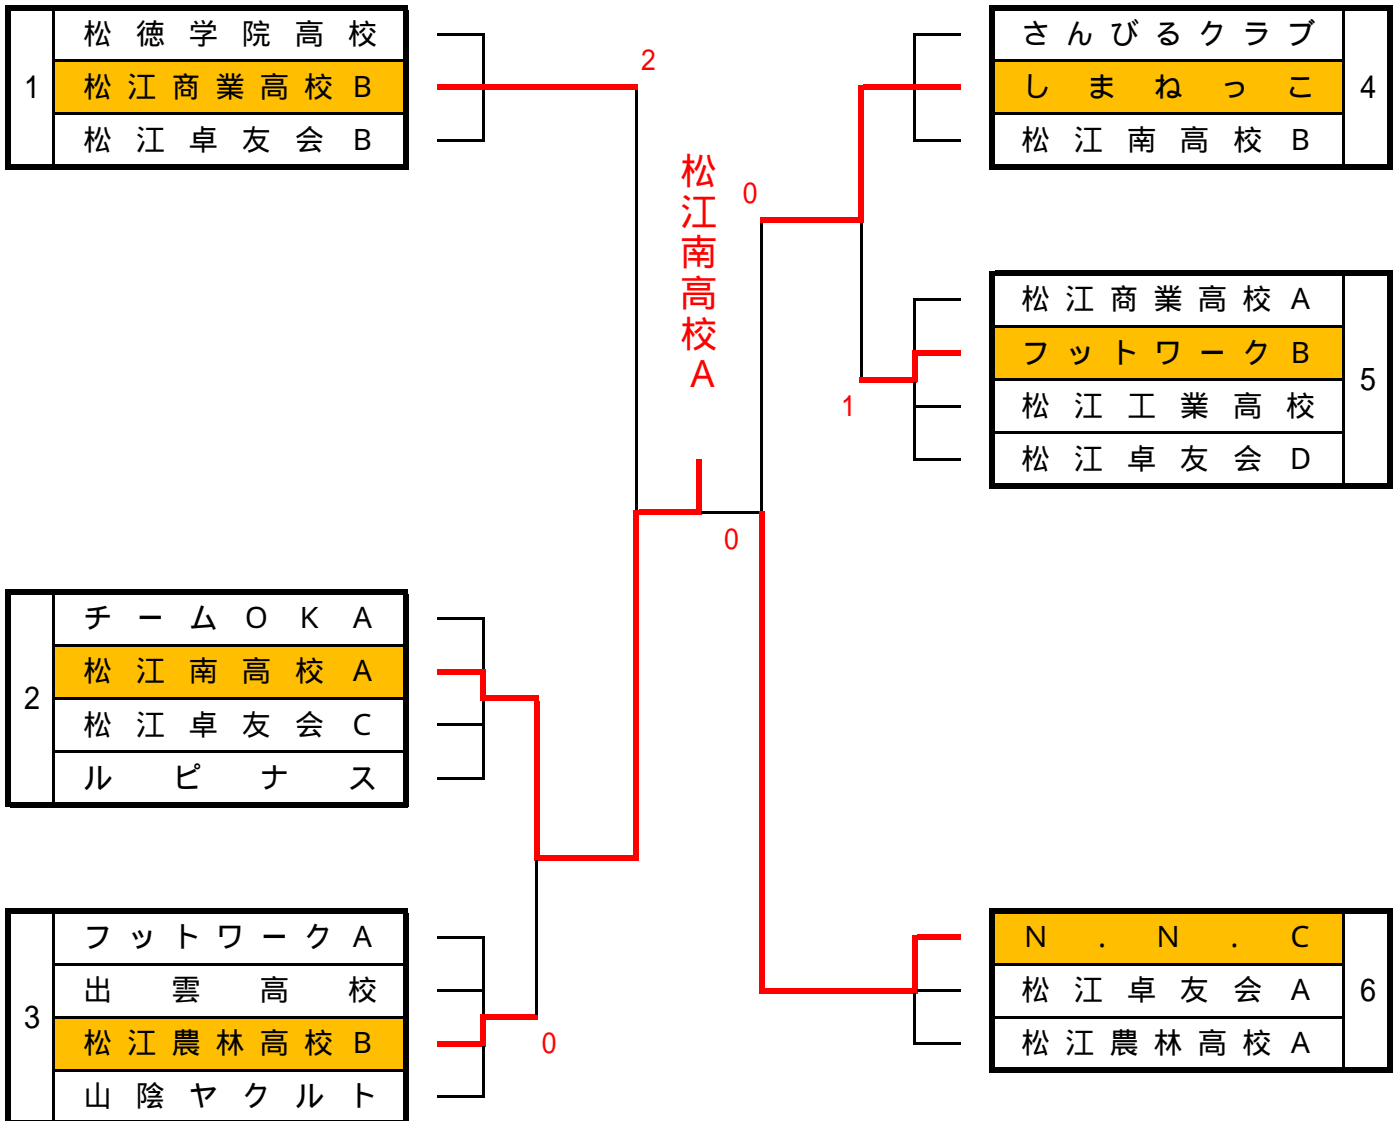 1
松徳学院高校
松江商業高校B
松江卓友会B
2
松江南高校A
0
さんびるクラブ
しまねっこ
松江南高校B
4
松江商業高校A
フットワークB
松江工業高校
松江卓友会D
5
1
0
2
チームOKA
松江南高校A
松江卓友会C
ルピナス
3
フットワークA
出雲高校
松江農林高校B
山陰ヤクルト
0
N.N.C
松江卓友会A
松江農林高校A
6